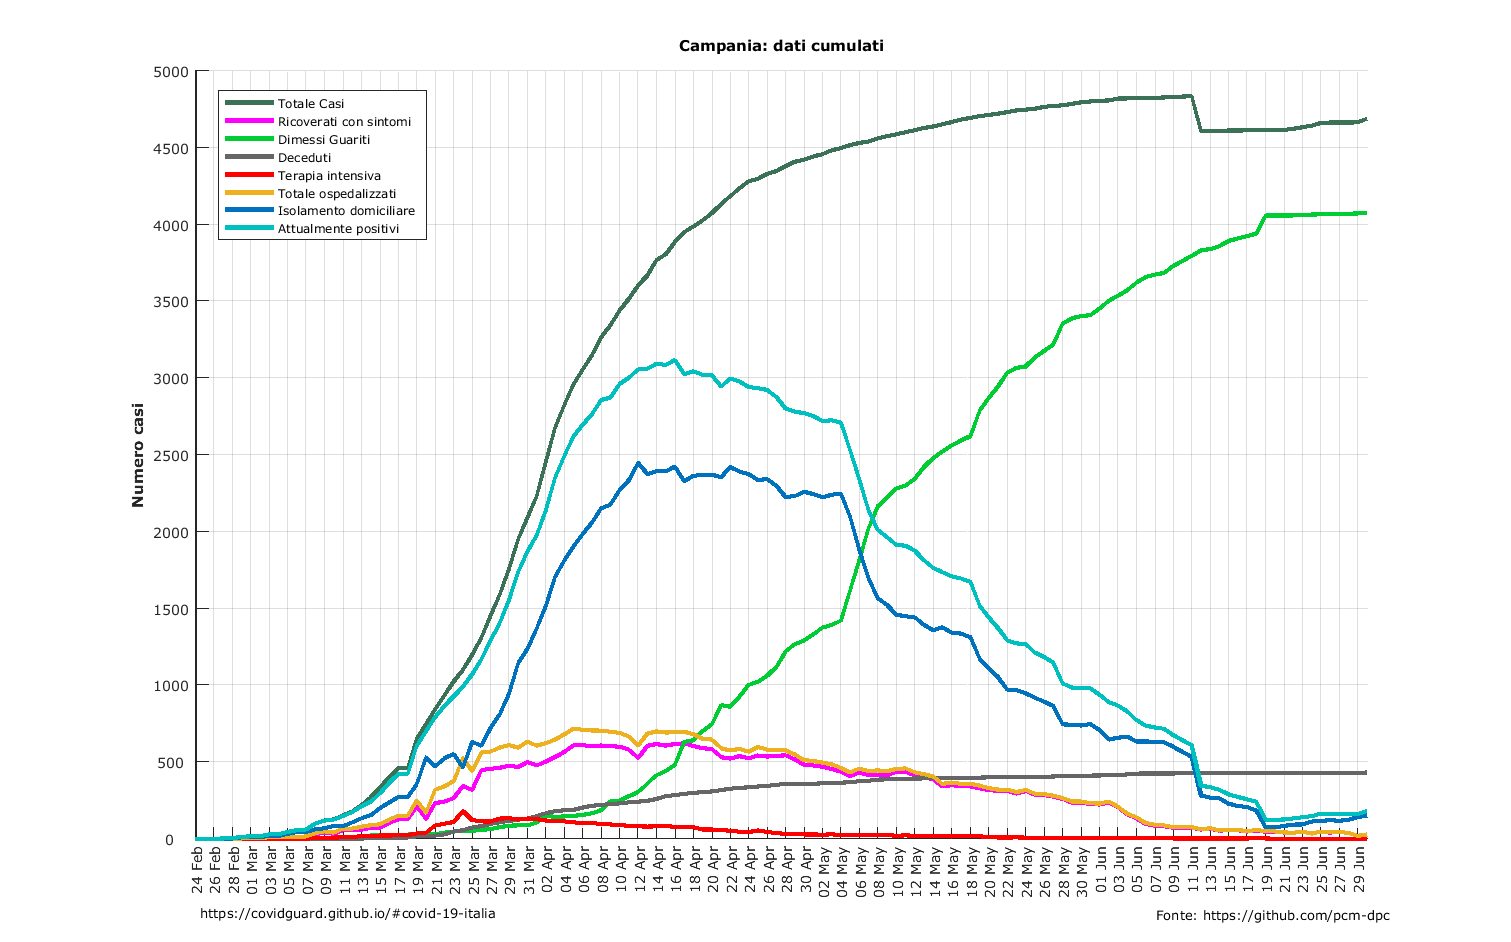 Campania: dati cumulati
Numero casi
5000
4500
4000
3500
3000
2500
2000
1500
1000
500
0
Totale Casi
Ricoverati con sintomi
Dimessi Guariti
Deceduti
Terapia intensiva
Totale ospedalizzati
Isolamento domiciliare
Attualmente positivi
24 Feb
26 Feb
28 Feb
01 Mar
03 Mar
05 Mar
07 Mar
09 Mar
11 Mar
13 Mar
15 Mar
17 Mar
19 Mar
21 Mar
23 Mar
25 Mar
27 Mar
29 Mar
31 Mar
02 Apr
04 Apr
06 Apr
08 Apr
10 Apr
12 Apr
14 Apr
16 Apr
18 Apr
20 Apr
22 Apr
24 Apr
26 Apr
28 Apr
30 Apr
02 May
04 May
06 May
08 May
10 May
12 May
14 May
16 May
18 May
20 May
22 May
24 May
26 May
28 May
30 May
01 Jun
03 Jun
05 Jun
07 Jun
09 Jun
11 Jun
13 Jun
15 Jun
17 Jun
19 Jun
21 Jun
23 Jun
25 Jun
27 Jun
29 Jun
https://covidguard.github.io/#covid-19-italia
Fonte: https://github.com/pcm-dpc